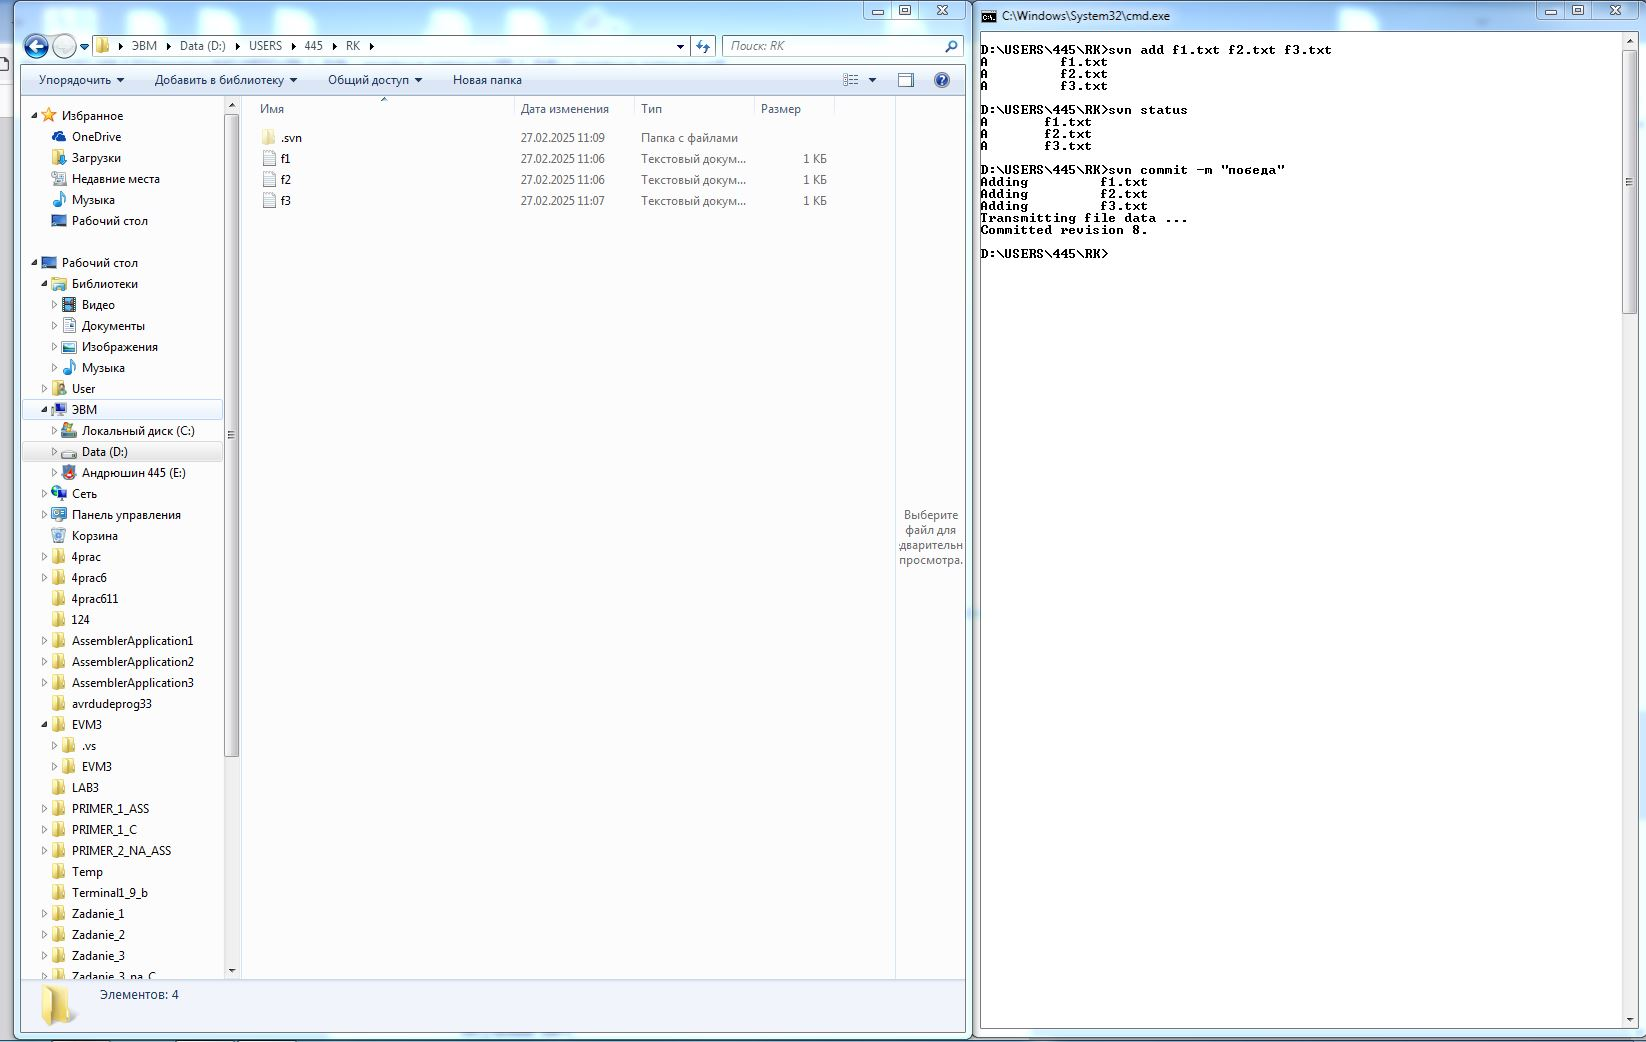 ЭВМ Data (D:) USERS 445 RK
Поиск: RK
Упорядочить Добавить в библиотеку Общий доступ Новая папка
Избранное
OneDrive
Загрузки
Недавние места
Музыка
Рабочий стол
Рабочий стол
Библиотеки
Видео
Документы
Изображения
Музыка
User
ЭВМ
Локальный диск (C:)
Data (D:)
Андрюшин 445 (E:)
Сеть
Панель управления
Корзина
4prac
4prac6
4prac611
124
AssemblerApplication1
AssemblerApplication2
AssemblerApplication3
avrdudeprog33
EVM3
.vs
EVM3
LAB3
PRIMER_1_ASS
PRIMER_1_C
PRIMER_2_NA_ASS
Temp
Terminal1_9_b
Zadanie_1
Zadanie_2
Zadanie_3
Zadanie_3_na_C
Имя Дата изменения Тип Размер
.svn 27.02.2025 11:09 Папка с файлами
f1 27.02.2025 11:06 Текстовый докум... 1 КБ
f2 27.02.2025 11:06 Текстовый докум... 1 КБ
f3 27.02.2025 11:07 Текстовый докум... 1 КБ
Выберите
файл для
дварительн
просмотра.
Элементов: 4
C:\Windows\System32\cmd.exe
D:\USERS\445\RK>svn add f1.txt f2.txt f3.txt
A f1.txt
A f2.txt
A f3.txt
D:\USERS\445\RK>svn status
A f1.txt
A f2.txt
A f3.txt
D:\USERS\445\RK>svn commit -m "победа"
Adding f1.txt
Adding f2.txt
Adding f3.txt
Transmitting file data ...
Committed revision 8.
D:\USERS\445\RK>